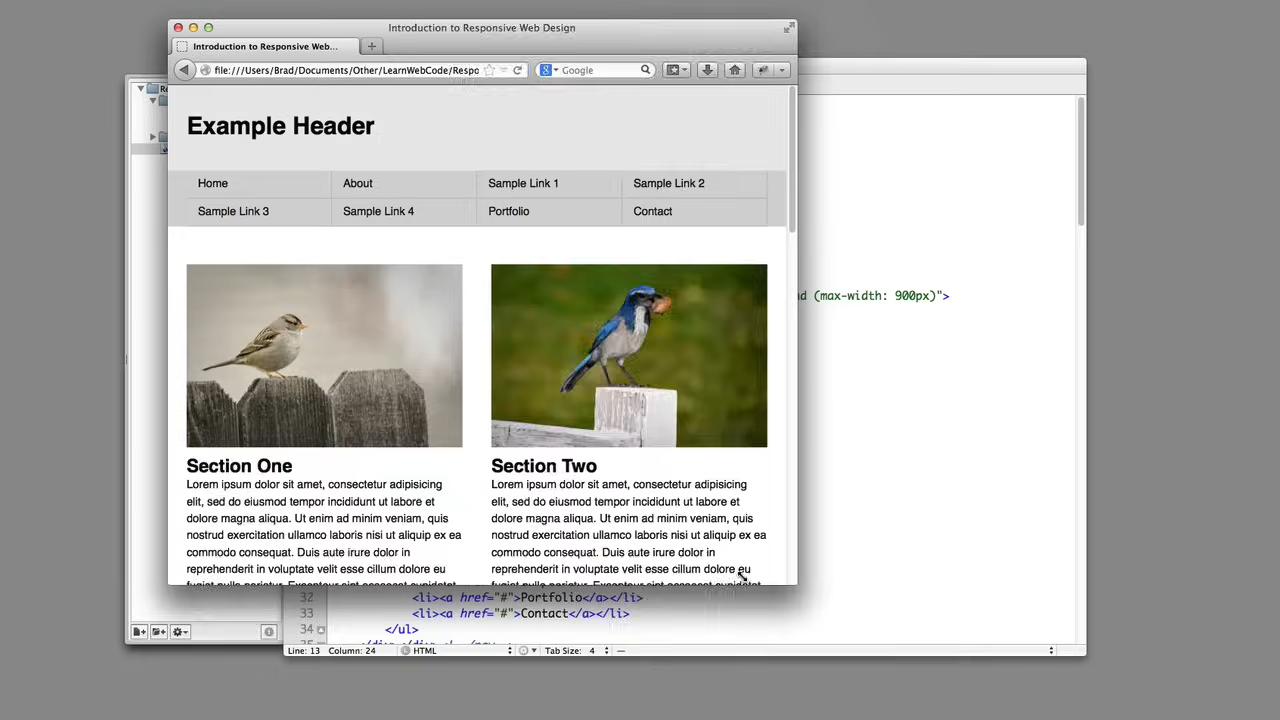 Introduction to Responsive Web Design
Introduction to Responsive Web...
file:///Users/Brad/Documents/Other/LearnWebCode/Respo
Google
Re
Example Header
Home About Sample Link 1 Sample Link 2
Sample Link 3 Sample Link 4 Portfolio Contact
(max-width: 900px)">
Section One
Lorem ipsum dolor sit amet, consectetur adipisicing
elit, sed do eiusmod tempor incididunt ut labore et
dolore magna aliqua. Ut enim ad minim veniam, quis
nostrud exercitation ullamco laboris nisi ut aliquip ex ea
commodo consequat. Duis aute irure dolor in
reprehenderit in voluptate velit esse cillum dolore eu
Section Two
Lorem ipsum dolor sit amet, consectetur adipisicing
elit, sed do eiusmod tempor incididunt ut labore et
dolore magna aliqua. Ut enim ad minim veniam, quis
nostrud exercitation ullamco laboris nisi ut aliquip ex ea
commodo consequat. Duis aute irure dolor in
reprehenderit in voluptate velit esse cillum dolore eu
32 <li><a href="#">Portfolio</a></li>
33 <li><a href="#">Contact</a></li>
34 </ul>
Line: 13 Column: 24 HTML Tab Size: 4 —